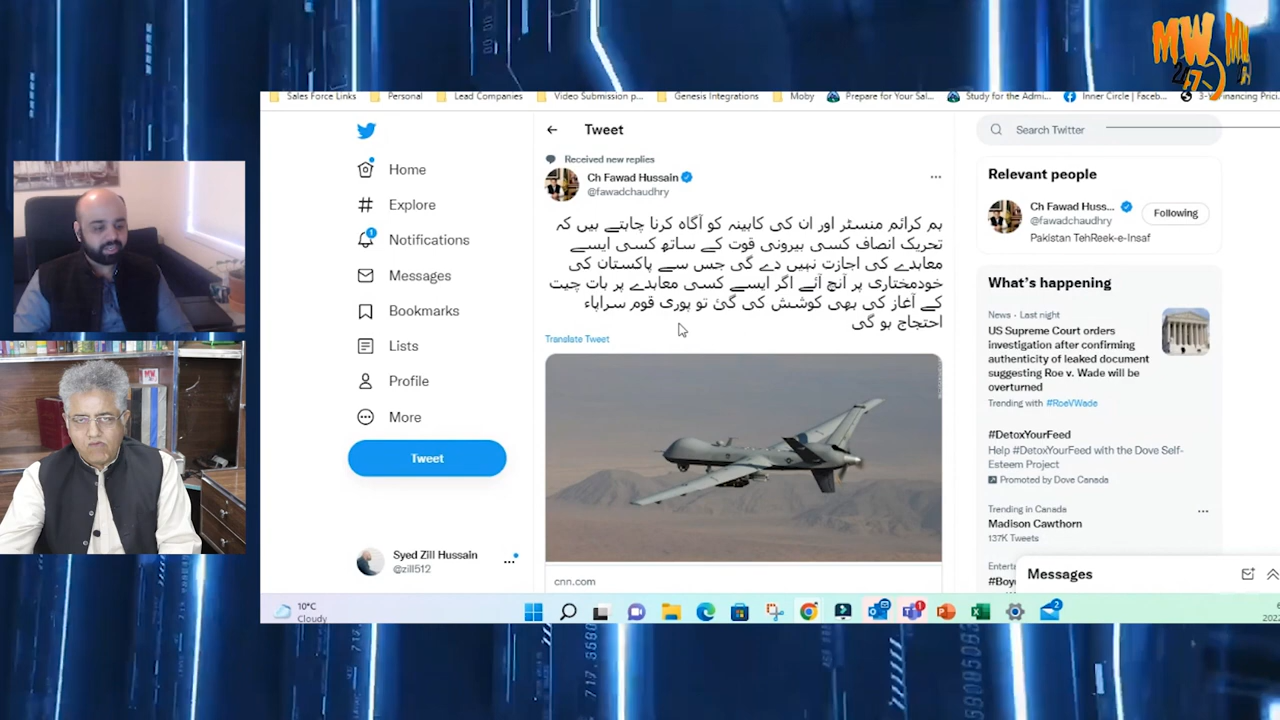 MW
24/7
Sales Force Links
Personal
Lead Companies
Video Submission p...
Genesis Integrations
Moby
Prepare for Your Sal...
Study for the Admi...
Inner Circle | Faceb...
Home
Explore
Notifications
1
Messages
Bookmarks
Lists
Profile
More
Tweet
Syed Zill Hussain
@zill512
Tweet
Received new replies
Ch Fawad Hussain
@fawadchaudhry
ہم کرائم منسٹر اور ان کی کابینہ کو آگاہ کرنا چاہتے ہیں کہ
تحریک انصاف کسی بیرونی قوت کے ساتھ کسی ایسے
معاہدے کی اجازت نہیں دے گی جس سے پاکستان کی
خودمختاری پر آنچ آئے اگر ایسے کسی معاہدے پر بات چیت
کے آغاز کی بھی کوشش کی گئ تو پوری قوم سراپاء
احتجاج ہو گی
Translate Tweet
cnn.com
Search Twitter
Relevant people
Ch Fawad Huss...
@fawadchaudhry
Following
Pakistan TehReek-e-Insaf
What's happening
News · Last night
US Supreme Court orders
investigation after confirming
authenticity of leaked document
suggesting Roe v. Wade will be
overturned
Trending with #RoeVWade
#DetoxYourFeed
Help #DetoxYourFeed with the Dove Self-
Esteem Project
Promoted by Dove Canada
Trending in Canada
Madison Cawthorn
137K Tweets
Messages
10°C
Cloudy
1
2